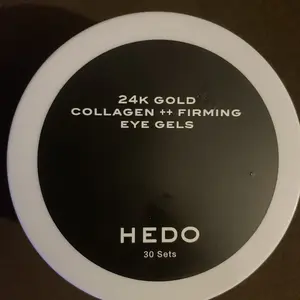 24K GOLD
COLLAGEN ++ FIRMING
EYE GELS
HEDO
30 Sets